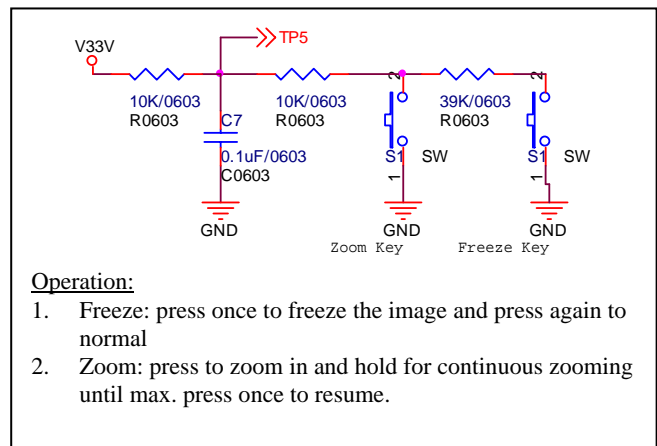 V33V
TP5
10K/0603
R0603
10K/0603
R0603
39K/0603
R0603
C7
0.1uF/0603
C0603
2
S1
SW
1
2
S1
SW
1
GND
GND
GND
Zoom Key
Freeze Key
Operation:
1. Freeze: press once to freeze the image and press again to
normal
2. Zoom: press to zoom in and hold for continuous zooming
until max. press once to resume.